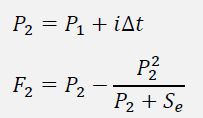 P₂ = P₁ + iΔt
F₂ = P₂ − P₂² / (P₂ + Sₑ)